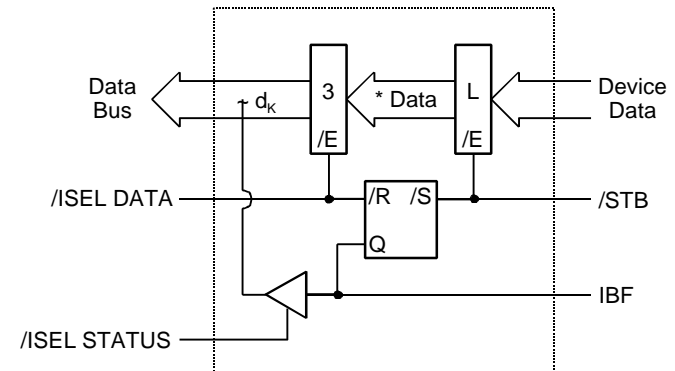 Data
Bus
d_K
3
/E
* Data
L
/E
Device
Data
/ISEL DATA
/R
/S
/STB
Q
IBF
/ISEL STATUS